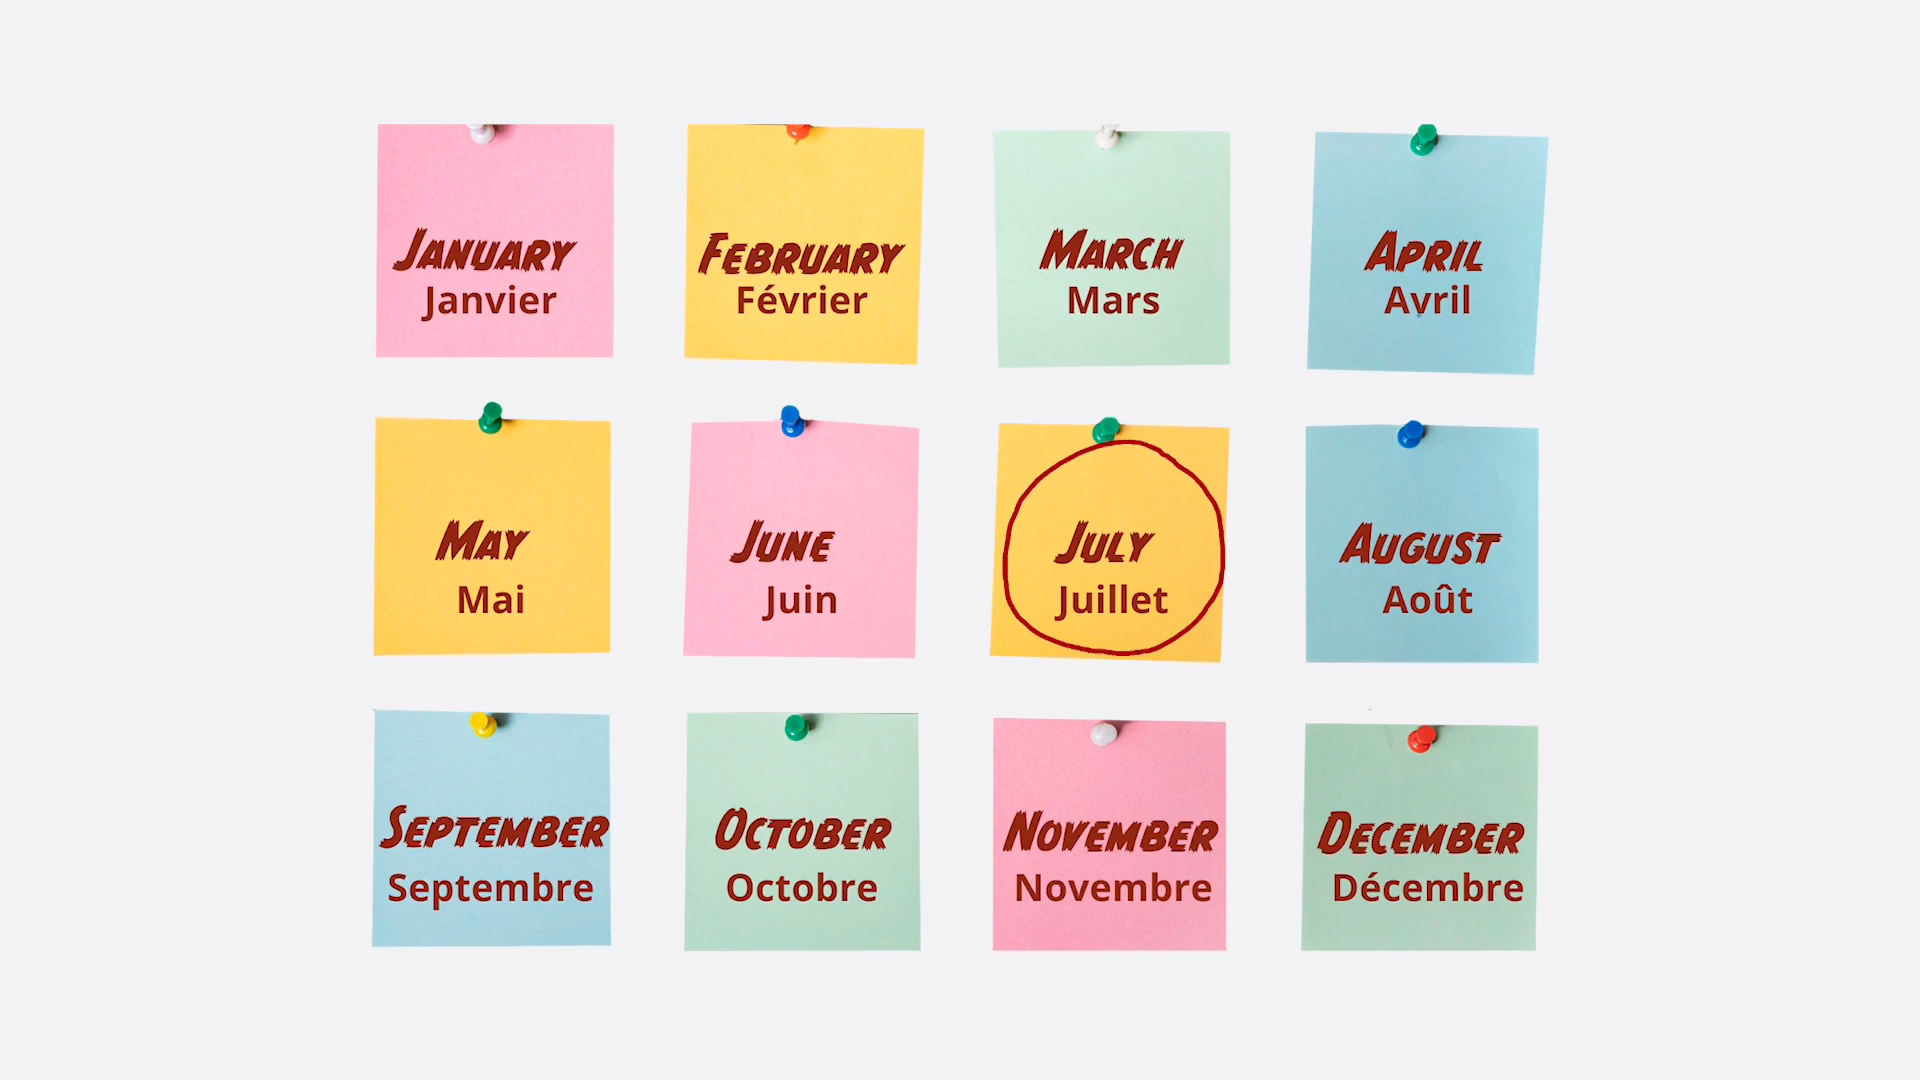 January
Janvier
February
Février
March
Mars
April
Avril
May
Mai
June
Juin
July
Juillet
August
Août
September
Septembre
October
Octobre
November
Novembre
December
Décembre